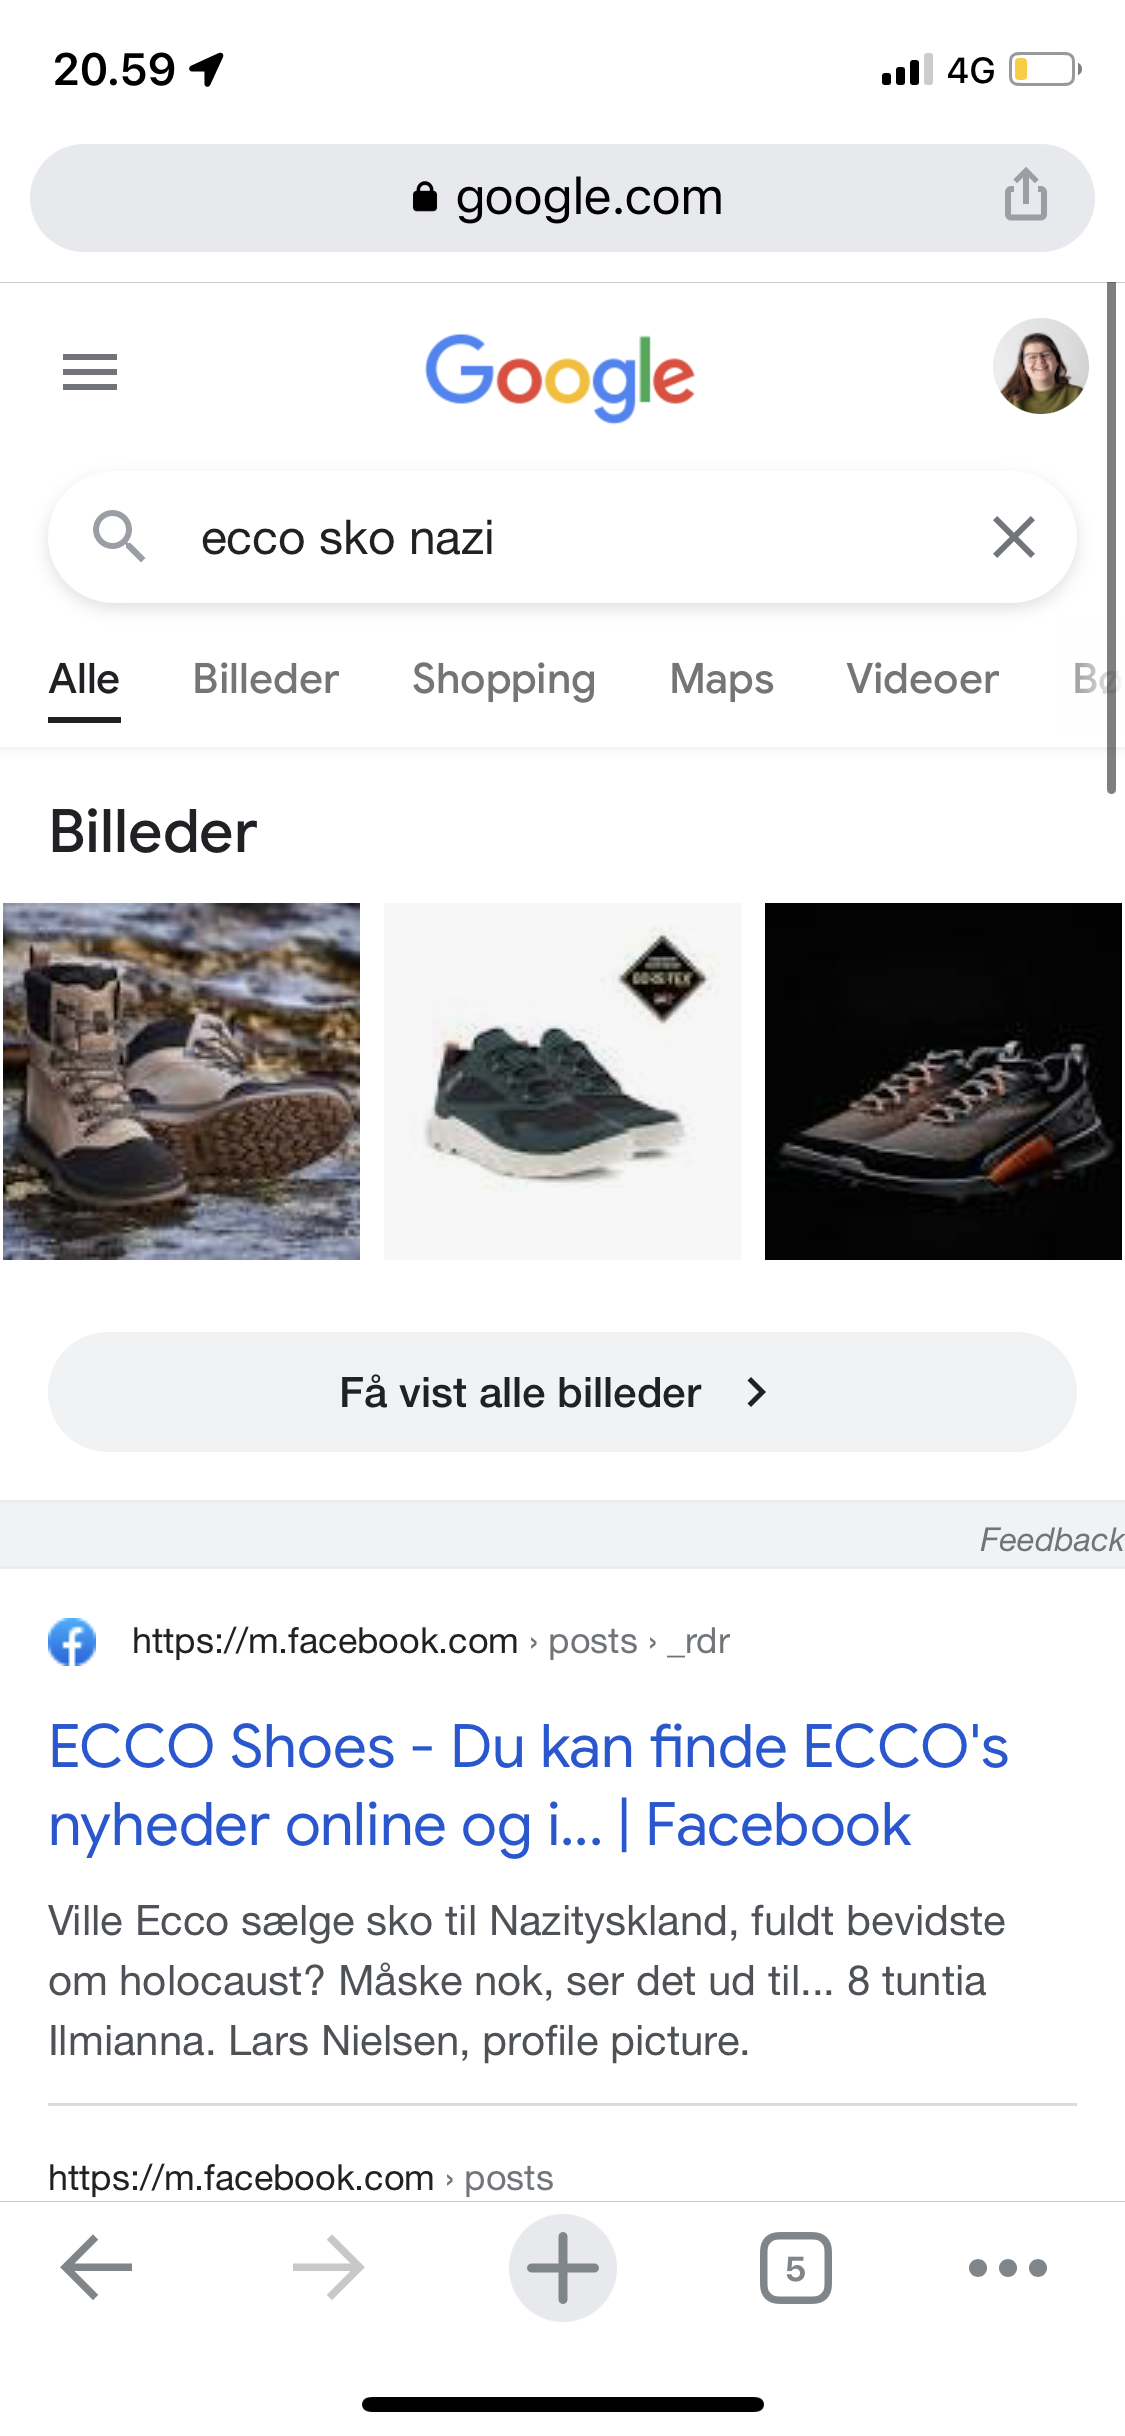 20.59
4G
google.com
Google
ecco sko nazi
Alle Billeder Shopping Maps Videoer
Billeder
Få vist alle billeder
Feedback
https://m.facebook.com › posts › _rdr
ECCO Shoes - Du kan finde ECCO's
nyheder online og i... | Facebook
Ville Ecco sælge sko til Nazityskland, fuldt bevidste
om holocaust? Måske nok, ser det ud til... 8 tuntia
Ilmianna. Lars Nielsen, profile picture.
https://m.facebook.com › posts
5